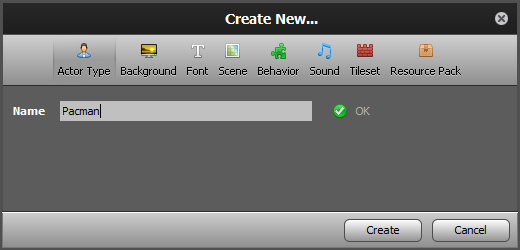 Create New...
Actor Type Background Font Scene Behavior Sound Tileset Resource Pack
Name Pacman OK
Create Cancel